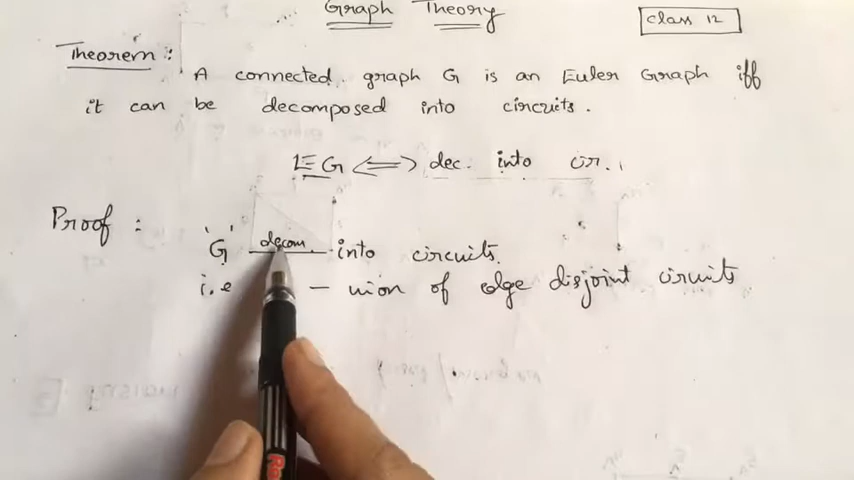 Graph Theory
class 12
Theorem :
A connected graph G is an Euler Graph iff
it can be decomposed into circuits.
EG <=> dec. into cir.
Proof :
'G' decom. into circuits.
i.e - union of edge disjoint circuits